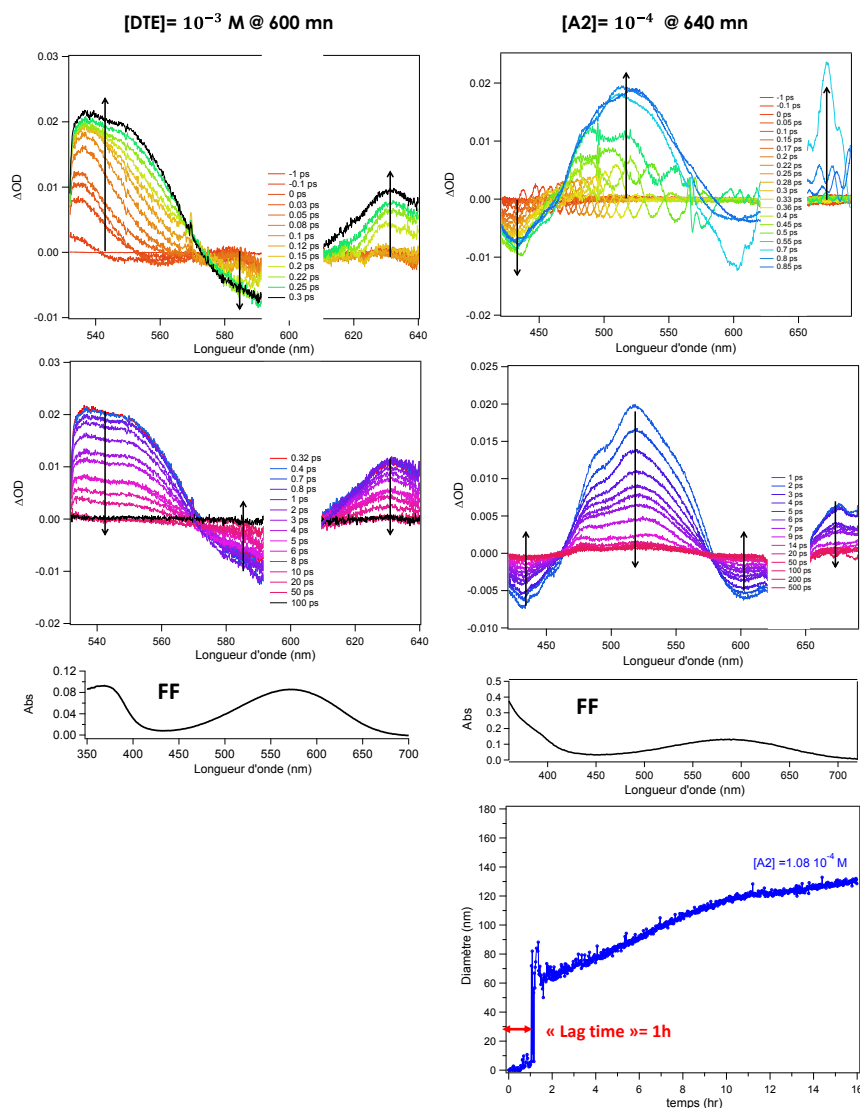 [DTE]= 10⁻³ M @ 600 mn
[A2]= 10⁻⁴ @ 640 nm
0.03
0.02
0.01
0.00
-0.01
ΔOD
540
560
580
600
620
640
Longueur d'onde (nm)
-1 ps
-0.1 ps
0 ps
0.03 ps
0.05 ps
0.08 ps
0.1 ps
0.12 ps
0.15 ps
0.2 ps
0.22 ps
0.25 ps
0.3 ps
0.02
0.01
0.00
-0.01
-0.02
ΔOD
450
500
550
600
650
Longueur d'onde (nm)
-1 ps
-0.1 ps
0 ps
0.05 ps
0.1 ps
0.15 ps
0.17 ps
0.2 ps
0.22 ps
0.25 ps
0.28 ps
0.3 ps
0.33 ps
0.36 ps
0.4 ps
0.45 ps
0.5 ps
0.55 ps
0.7 ps
0.8 ps
0.85 ps
0.03
0.02
0.01
0.00
-0.01
-0.02
ΔOD
540
560
580
600
620
640
Longueur d'onde (nm)
0.32 ps
0.4 ps
0.7 ps
0.8 ps
1 ps
2 ps
3 ps
4 ps
5 ps
6 ps
8 ps
10 ps
20 ps
50 ps
100 ps
0.025
0.020
0.015
0.010
0.005
0.000
-0.005
-0.010
ΔOD
450
500
550
600
650
Longueur d'onde (nm)
1 ps
2 ps
3 ps
4 ps
5 ps
6 ps
7 ps
9 ps
14 ps
20 ps
50 ps
100 ps
200 ps
500 ps
0.12
0.08
0.04
0.00
Abs
FF
350
400
450
500
550
600
650
700
Longueur d'onde (nm)
0.5
0.4
0.3
0.2
0.1
0.0
Abs
FF
400
450
500
550
600
650
700
Longueur d'onde (nm)
180
160
140
120
100
80
60
40
20
0
Diamètre (nm)
[A2] =1.08 10⁻⁴ M
« Lag time »= 1h
0
2
4
6
8
10
12
14
16
temps (hr)